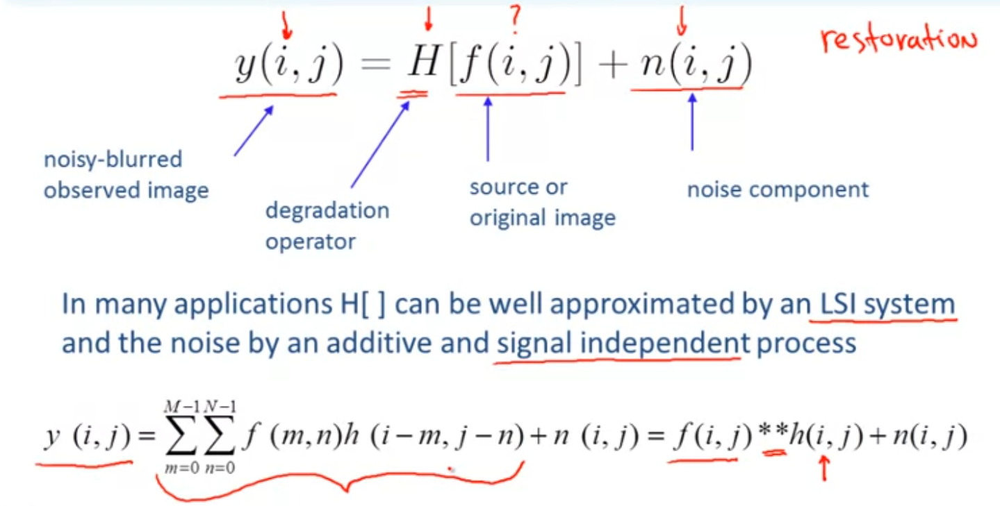 ?
restoration
y(i, j) = H[f(i, j)] + n(i, j)
noisy-blurred
observed image
degradation
operator
source or
original image
noise component
In many applications H[ ] can be well approximated by an LSI system
and the noise by an additive and signal independent process
y (i, j) = ∑_{m=0}^{M−1} ∑_{n=0}^{N−1} f (m,n)h (i−m, j−n)+n (i, j) = f(i, j)**h(i, j)+n(i, j)